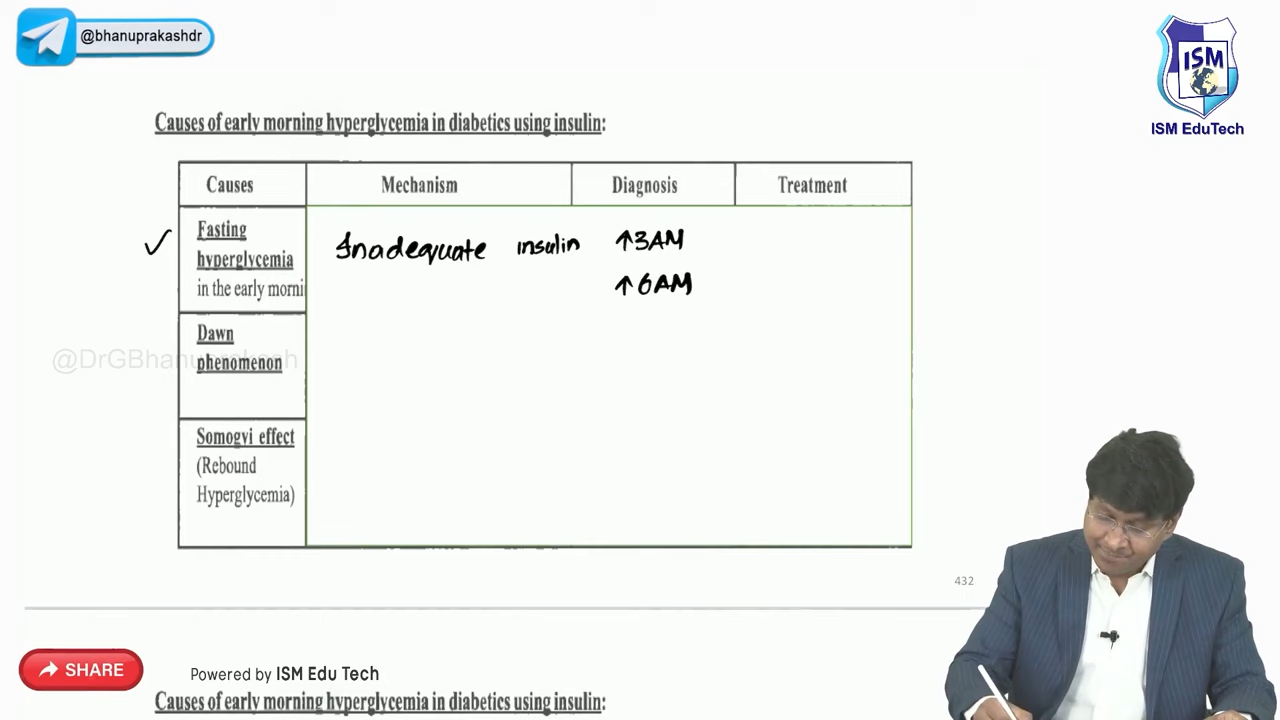 @bhanuprakashdr
ISM
ISM EduTech
Causes of early morning hyperglycemia in diabetics using insulin:
Causes Mechanism Diagnosis Treatment
Fasting
hyperglycemia
in the early morni
Inadequate insulin
↑3AM
↑6AM
Dawn
phenomenon
@DrGBhanuprakash
Somogyi effect
(Rebound
Hyperglycemia)
432
SHARE
Powered by ISM Edu Tech
Causes of early morning hyperglycemia in diabetics using insulin: